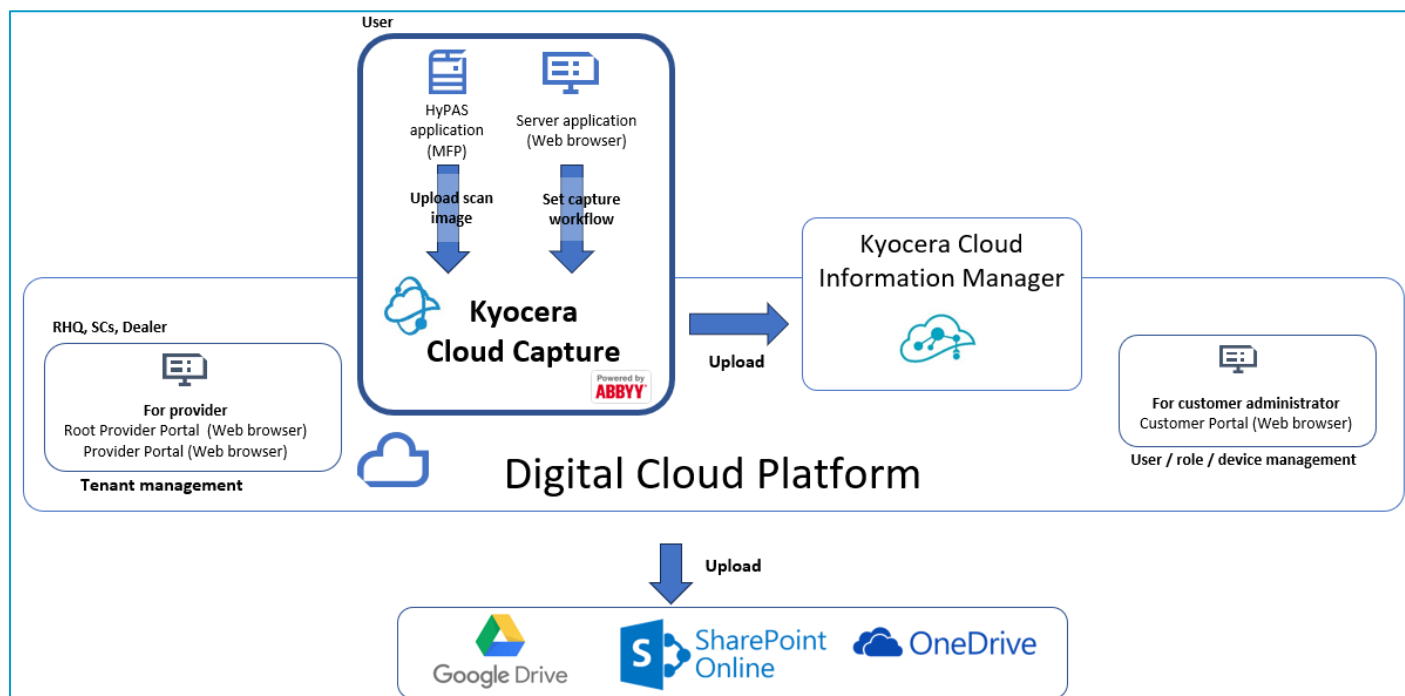 User
HyPAS
application
(MFP)
Server application
(Web browser)
Upload scan
image
Set capture
workflow
Kyocera
Cloud Capture
Powered by
ABBYY
Upload
Kyocera Cloud
Information Manager
RHQ, SCs, Dealer
For provider
Root Provider Portal (Web browser)
Provider Portal (Web browser)
Tenant management
Digital Cloud Platform
For customer administrator
Customer Portal (Web browser)
User / role / device management
Upload
Google Drive
S
SharePoint
Online
OneDrive